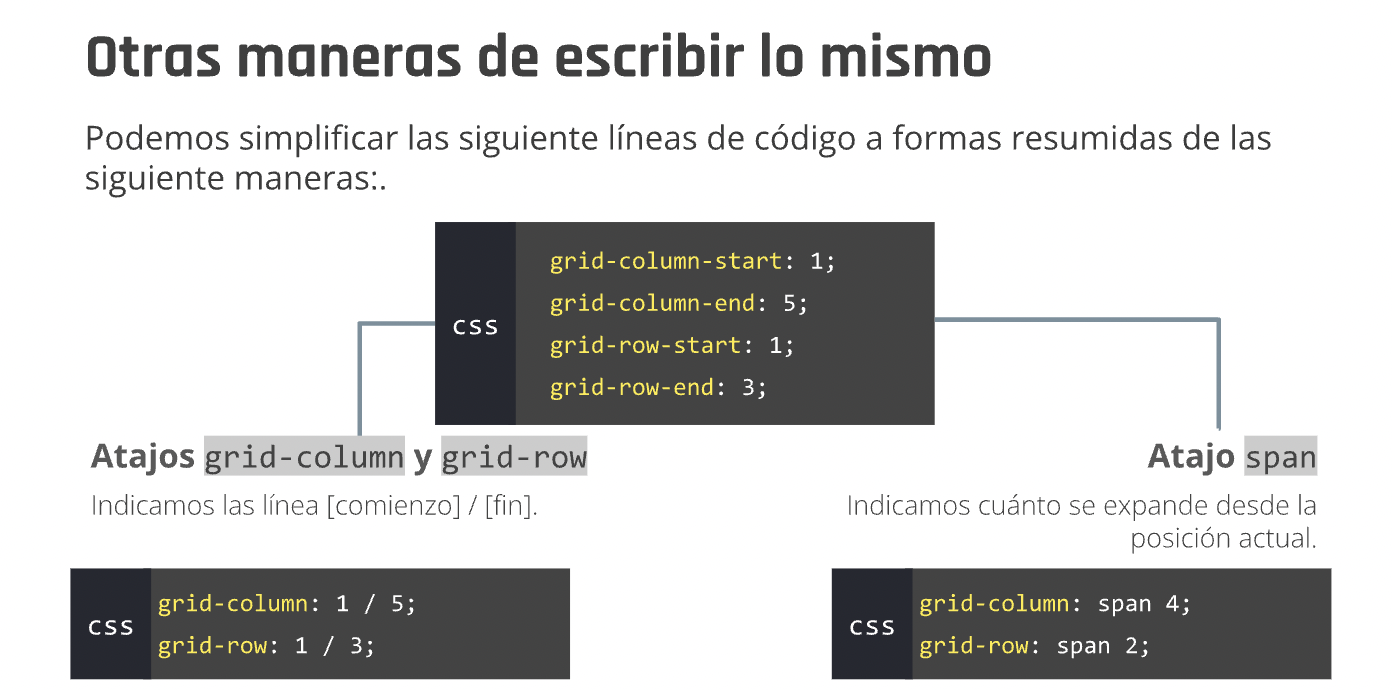 Otras maneras de escribir lo mismo
Podemos simplificar las siguiente líneas de código a formas resumidas de las
siguiente maneras:.
css
grid-column-start: 1;
grid-column-end: 5;
grid-row-start: 1;
grid-row-end: 3;
Atajos grid-column y grid-row
Indicamos las línea [comienzo] / [fin].
css
grid-column: 1 / 5;
grid-row: 1 / 3;
Atajo span
Indicamos cuánto se expande desde la
posición actual.
css
grid-column: span 4;
grid-row: span 2;